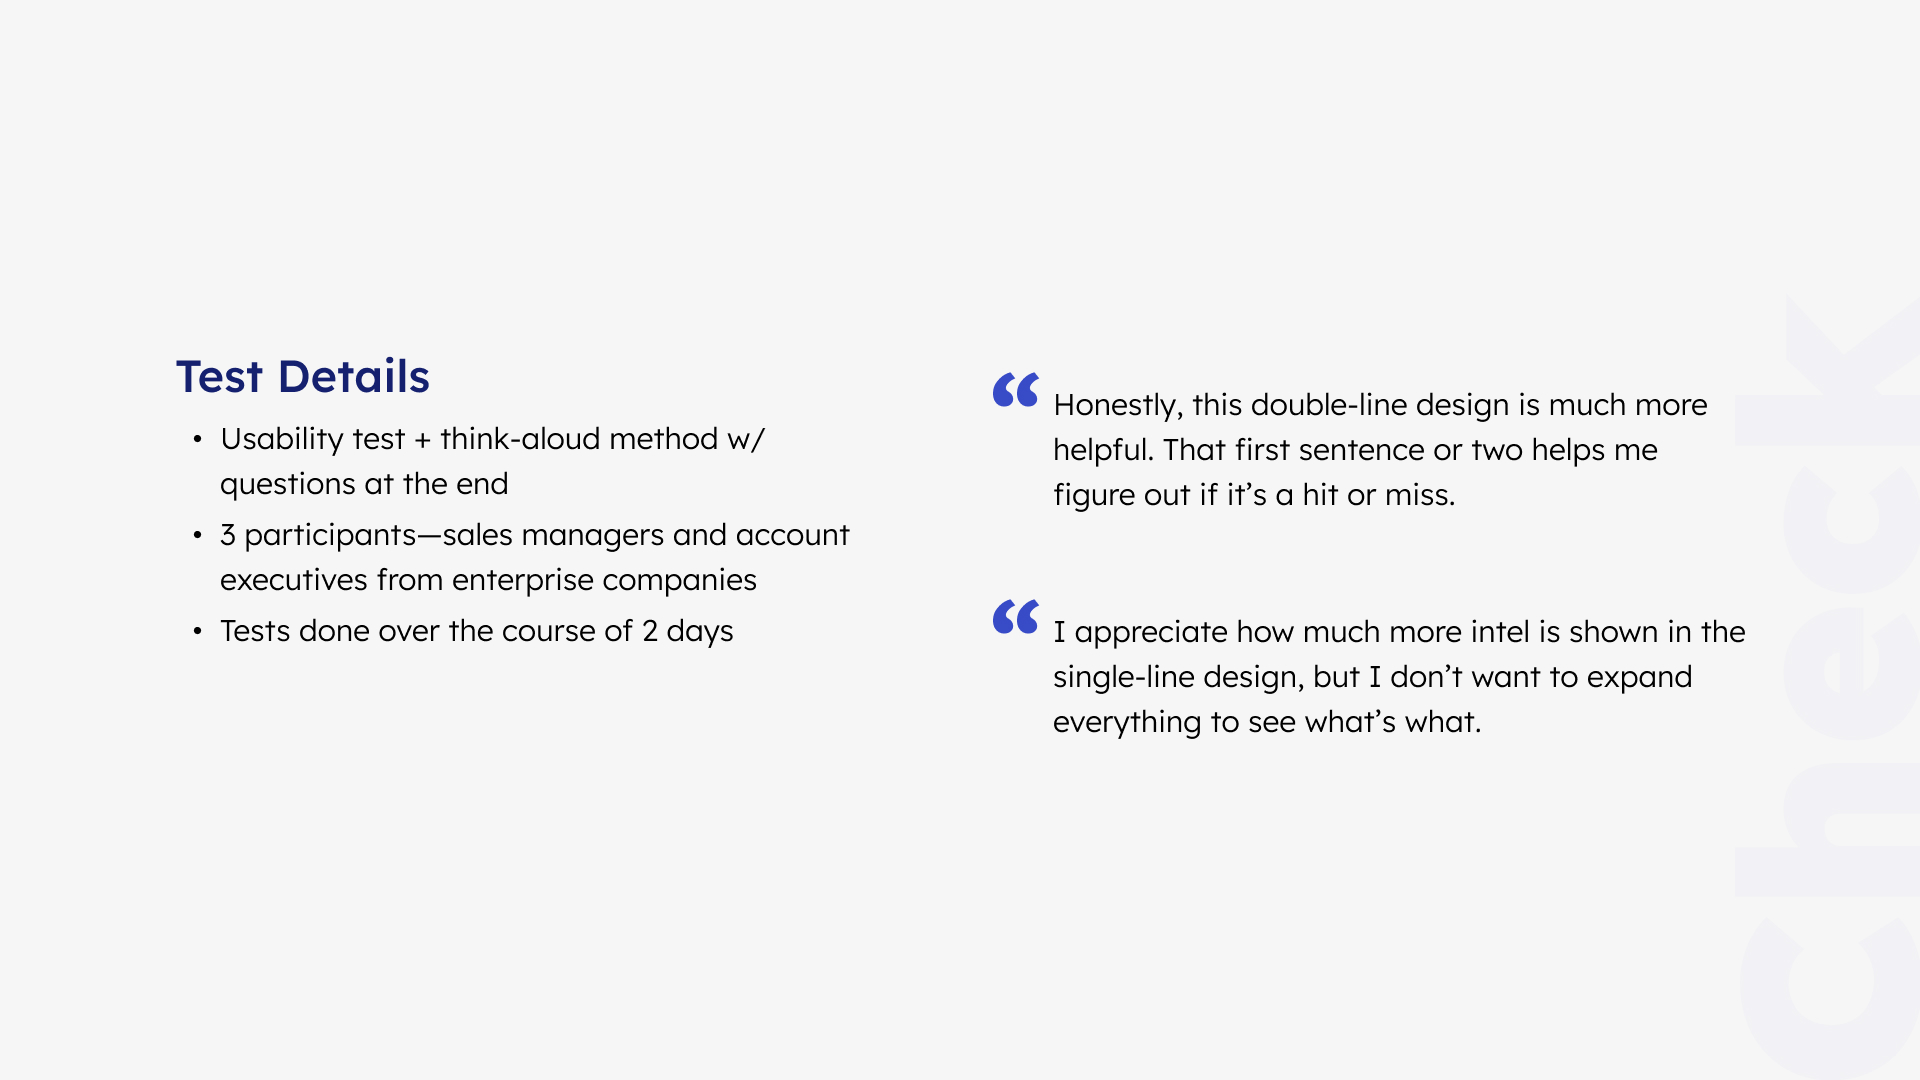 Test Details
• Usability test + think-aloud method w/
questions at the end
• 3 participants—sales managers and account
executives from enterprise companies
• Tests done over the course of 2 days
“ Honestly, this double-line design is much more
helpful. That first sentence or two helps me
figure out if it’s a hit or miss.
“ I appreciate how much more intel is shown in the
single-line design, but I don’t want to expand
everything to see what’s what.
Check